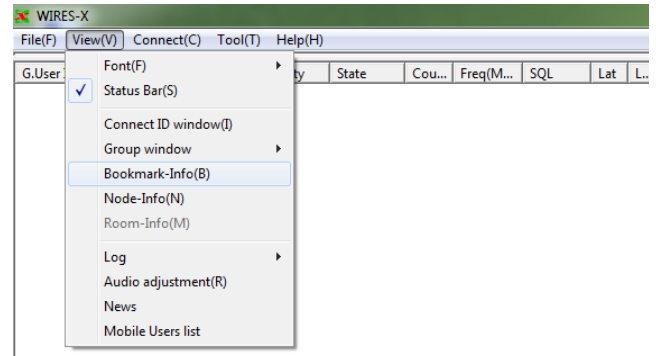 WIRES-X
File(F) View(V) Connect(C) Tool(T) Help(H)
G.User ty State Cou... Freq(M... SQL Lat L..
Font(F)
Status Bar(S)
Connect ID window(I)
Group window
Bookmark-Info(B)
Node-Info(N)
Room-Info(M)
Log
Audio adjustment(R)
News
Mobile Users list